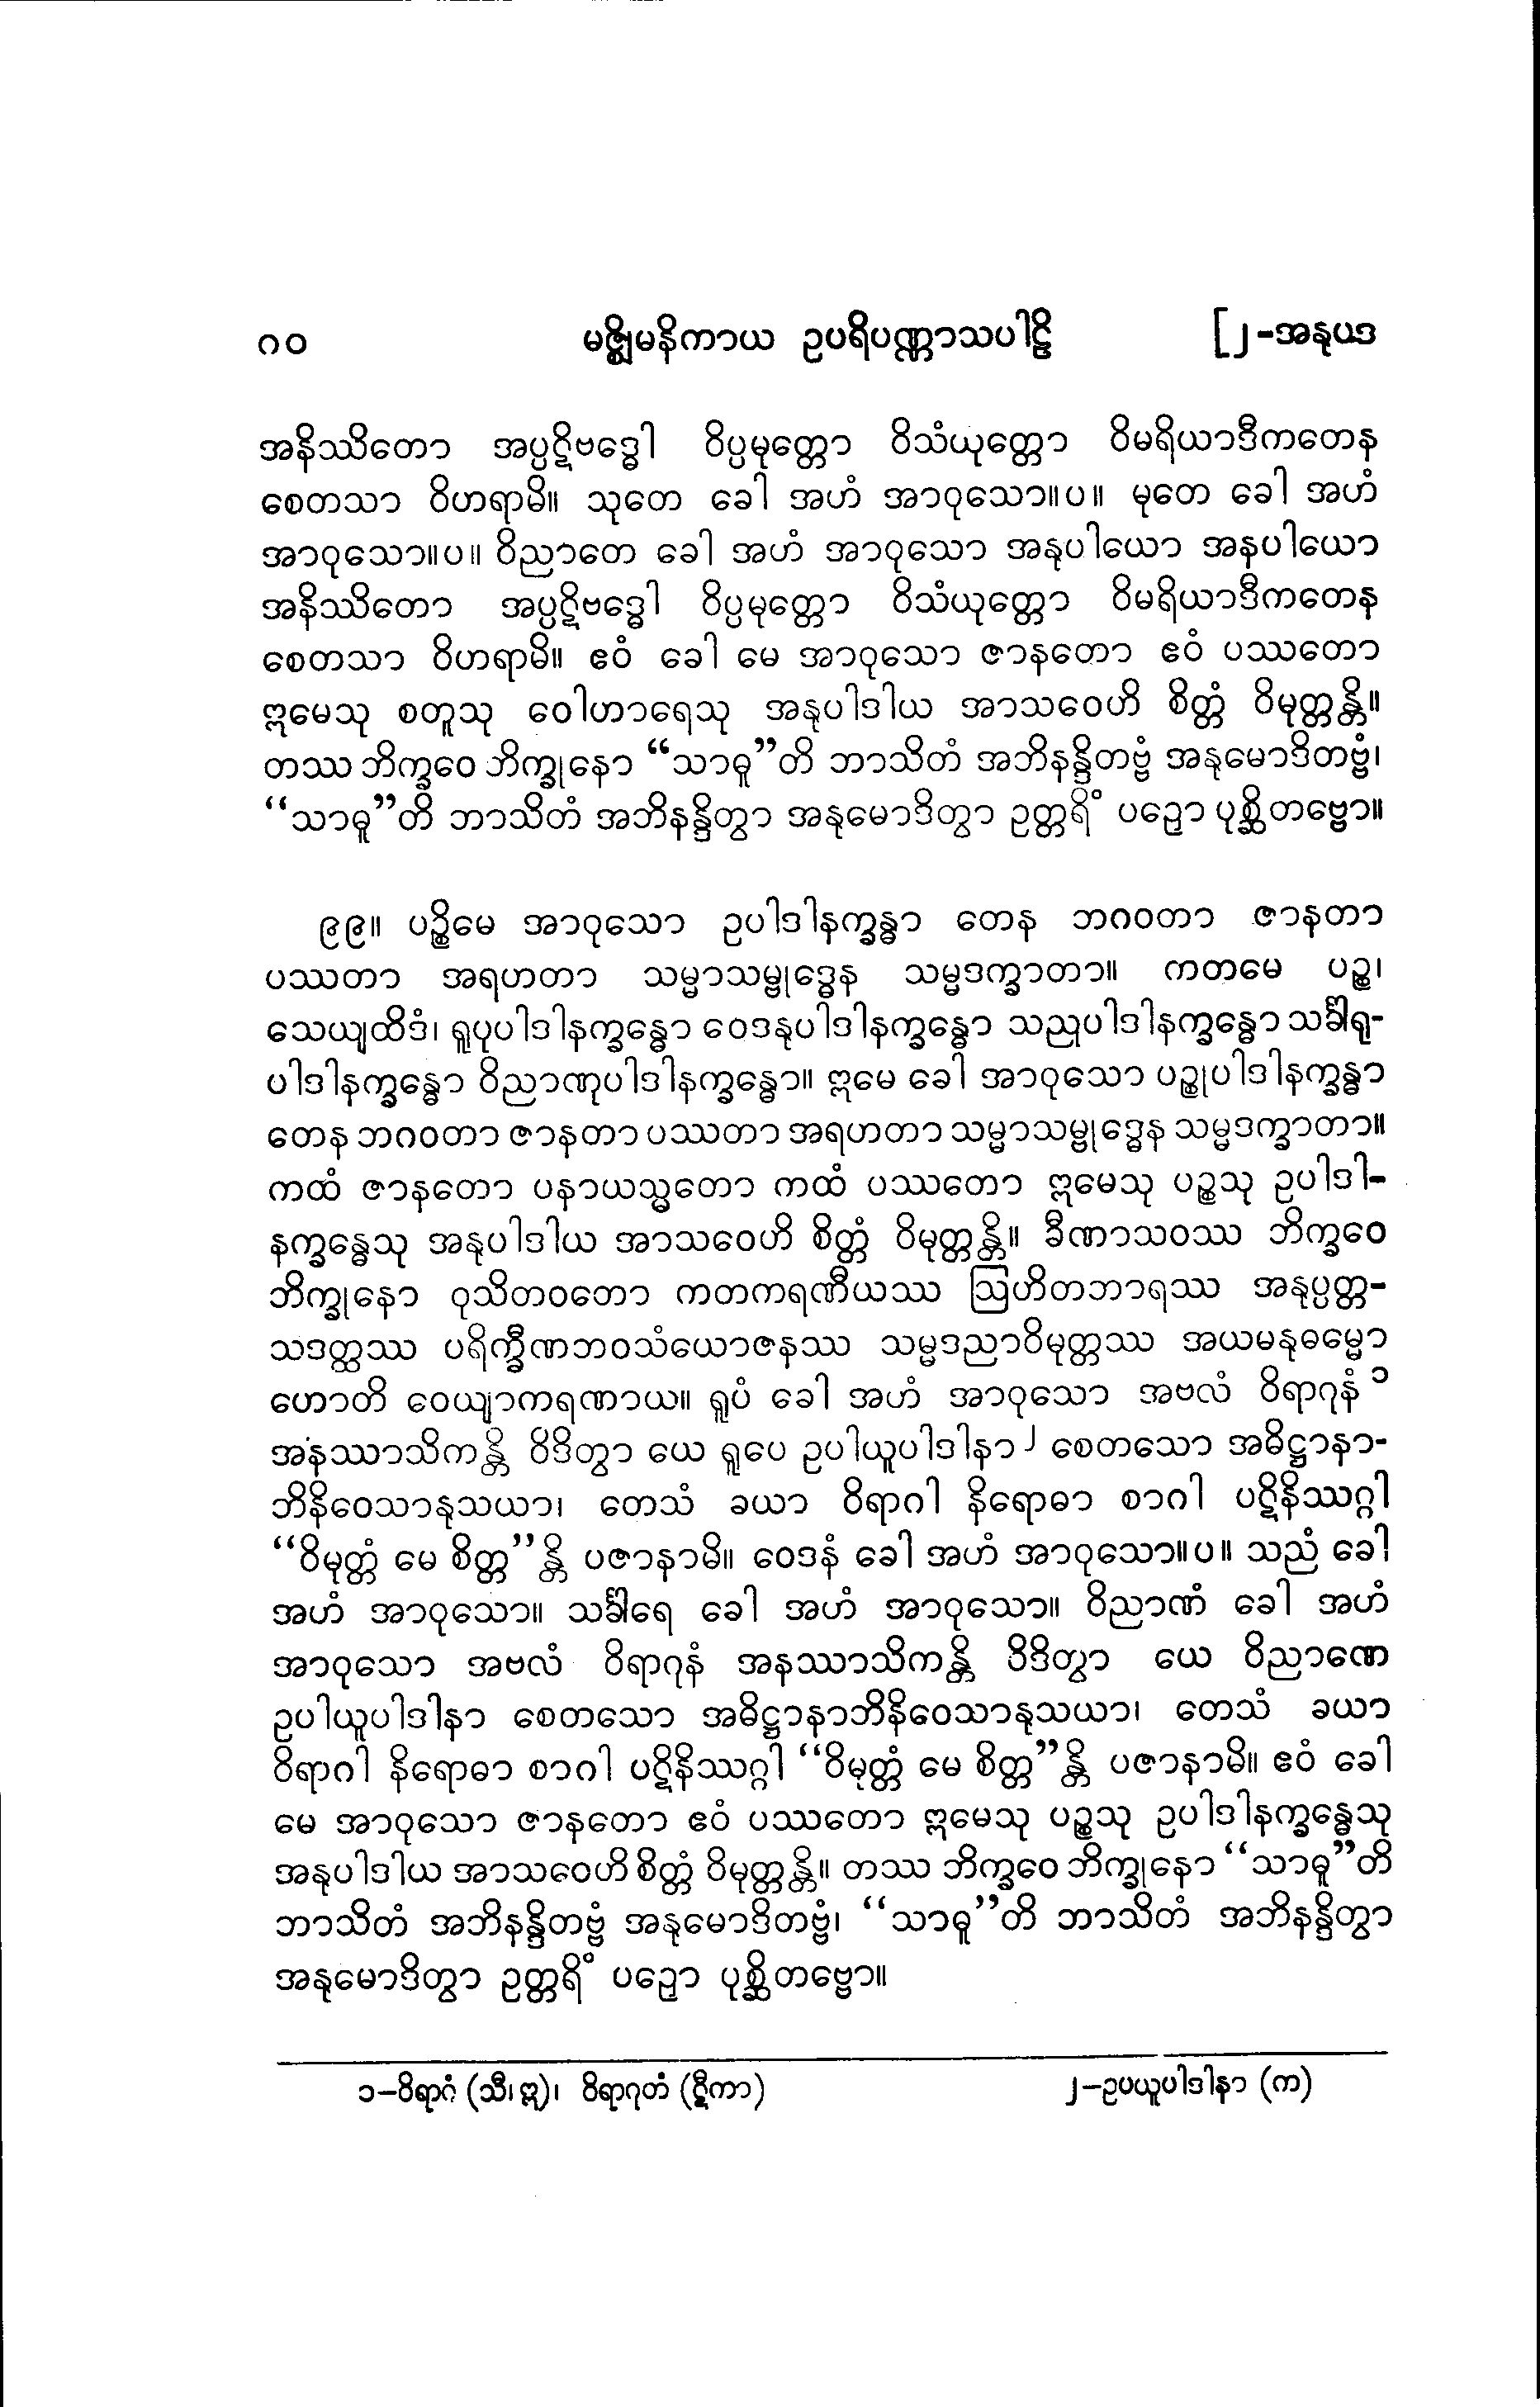 ဂ၀ မဇ္ဈိမနိကာယ ဥပရိပဏ္ဏာသပါဠိ [၂-အနုပဒ
အနိဿိတော အပ္ပဋိဗဒ္ဓေါ ဝိပ္ပမုတ္တော ဝိသံယုတ္တော ဝိမရိယာဒီကတေန
စေတသာ ဝိဟရာမိ။ သုတေ ခေါ အဟံ အာဝုသော။ပ။ မုတေ ခေါ အဟံ
အာဝုသော။ပ။ ဝိညာတေ ခေါ အဟံ အာဝုသော အနုပါယော အနပါယော
အနိဿိတော အပ္ပဋိဗဒ္ဓေါ ဝိပ္ပမုတ္တော ဝိသံယုတ္တော ဝိမရိယာဒီကတေန
စေတသာ ဝိဟရာမိ။ ဧဝံ ခေါ မေ အာဝုသော ဇာနတော ဧဝံ ပဿတော
ဣမေသု စတူသု ဝေါဟာရေသု အနုပါဒါယ အာသဝေဟိ စိတ္တံ ဝိမုတ္တန္တိ။
တဿ ဘိက္ခဝေ ဘိက္ခုနော “သာဓူ”တိ ဘာသိတံ အဘိနန္ဒိတဗ္ဗံ အနုမောဒိတဗ္ဗံ၊
“သာဓူ”တိ ဘာသိတံ အဘိနန္ဒိတွာ အနုမောဒိတွာ ဥတ္တရိံ ပဉှော ပုစ္ဆိတဗ္ဗော။
၉၉။ ပဉ္စိမေ အာဝုသော ဥပါဒါနက္ခန္ဓာ တေန ဘဂဝတာ ဇာနတာ
ပဿတာ အရဟတာ သမ္မာသမ္ဗုဒ္ဓေန သမ္မဒက္ခာတာ။ ကတမေ ပဉ္စ၊
သေယျထိဒံ၊ ရူပုပါဒါနက္ခန္ဓော ဝေဒနုပါဒါနက္ခန္ဓော သညုပါဒါနက္ခန္ဓော သင်္ခါရု-
ပါဒါနက္ခန္ဓော ဝိညာဏုပါဒါနက္ခန္ဓော။ ဣမေ ခေါ အာဝုသော ပဉ္စုပါဒါနက္ခန္ဓာ
တေန ဘဂဝတာ ဇာနတာ ပဿတာ အရဟတာ သမ္မာသမ္ဗုဒ္ဓေန သမ္မဒက္ခာတာ။
ကထံ ဇာနတော ပနာယသ္မတော ကထံ ပဿတော ဣမေသု ပဉ္စသု ဥပါဒါ-
နက္ခန္ဓေသု အနုပါဒါယ အာသဝေဟိ စိတ္တံ ဝိမုတ္တန္တိ။ ခီဏာသဝဿ ဘိက္ခဝေ
ဘိက္ခုနော ဝုသိတဝတော ကတကရဏီယဿ ဩဟိတဘာရဿ အနုပ္ပတ္တ-
သဒတ္ထဿ ပရိက္ခီဏဘဝသံယောဇနဿ သမ္မဒညာဝိမုတ္တဿ အယမနုဓမ္မော
ဟောတိ ဝေယျာကရဏာယ။ ရူပံ ခေါ အဟံ အာဝုသော အဗလံ ဝိရာဂုနံ ၁
အနဿာသိကန္တိ ဝိဒိတွာ ယေ ရူပေ ဥပါယူပါဒါနာ ၂ စေတသော အဓိဋ္ဌာနာ-
ဘိနိဝေသာနုသယာ၊ တေသံ ခယာ ဝိရာဂါ နိရောဓာ စာဂါ ပဋိနိဿဂ္ဂါ
“ဝိမုတ္တံ မေ စိတ္တ”န္တိ ပဇာနာမိ။ ဝေဒနံ ခေါ အဟံ အာဝုသော။ပ။ သညံ ခေါ
အဟံ အာဝုသော။ သင်္ခါရေ ခေါ အဟံ အာဝုသော။ ဝိညာဏံ ခေါ အဟံ
အာဝုသော အဗလံ ဝိရာဂုနံ အနဿာသိကန္တိ ဝိဒိတွာ ယေ ဝိညာဏေ
ဥပါယူပါဒါနာ စေတသော အဓိဋ္ဌာနာဘိနိဝေသာနုသယာ၊ တေသံ ခယာ
ဝိရာဂါ နိရောဓာ စာဂါ ပဋိနိဿဂ္ဂါ “ဝိမုတ္တံ မေ စိတ္တ”န္တိ ပဇာနာမိ။ ဧဝံ ခေါ
မေ အာဝုသော ဇာနတော ဧဝံ ပဿတော ဣမေသု ပဉ္စသု ဥပါဒါနက္ခန္ဓေသု
အနုပါဒါယ အာသဝေဟိ စိတ္တံ ဝိမုတ္တန္တိ။ တဿ ဘိက္ခဝေ ဘိက္ခုနော “သာဓူ”တိ
ဘာသိတံ အဘိနန္ဒိတဗ္ဗံ အနုမောဒိတဗ္ဗံ၊ “သာဓူ”တိ ဘာသိတံ အဘိနန္ဒိတွာ
အနုမောဒိတွာ ဥတ္တရိံ ပဉှော ပုစ္ဆိတဗ္ဗော။
၁-ဝိရာဂံ (သီ၊ ဣ)၊ ဝိရာဂုတံ (ဋီကာ) ၂-ဥပယူပါဒါနာ (က)